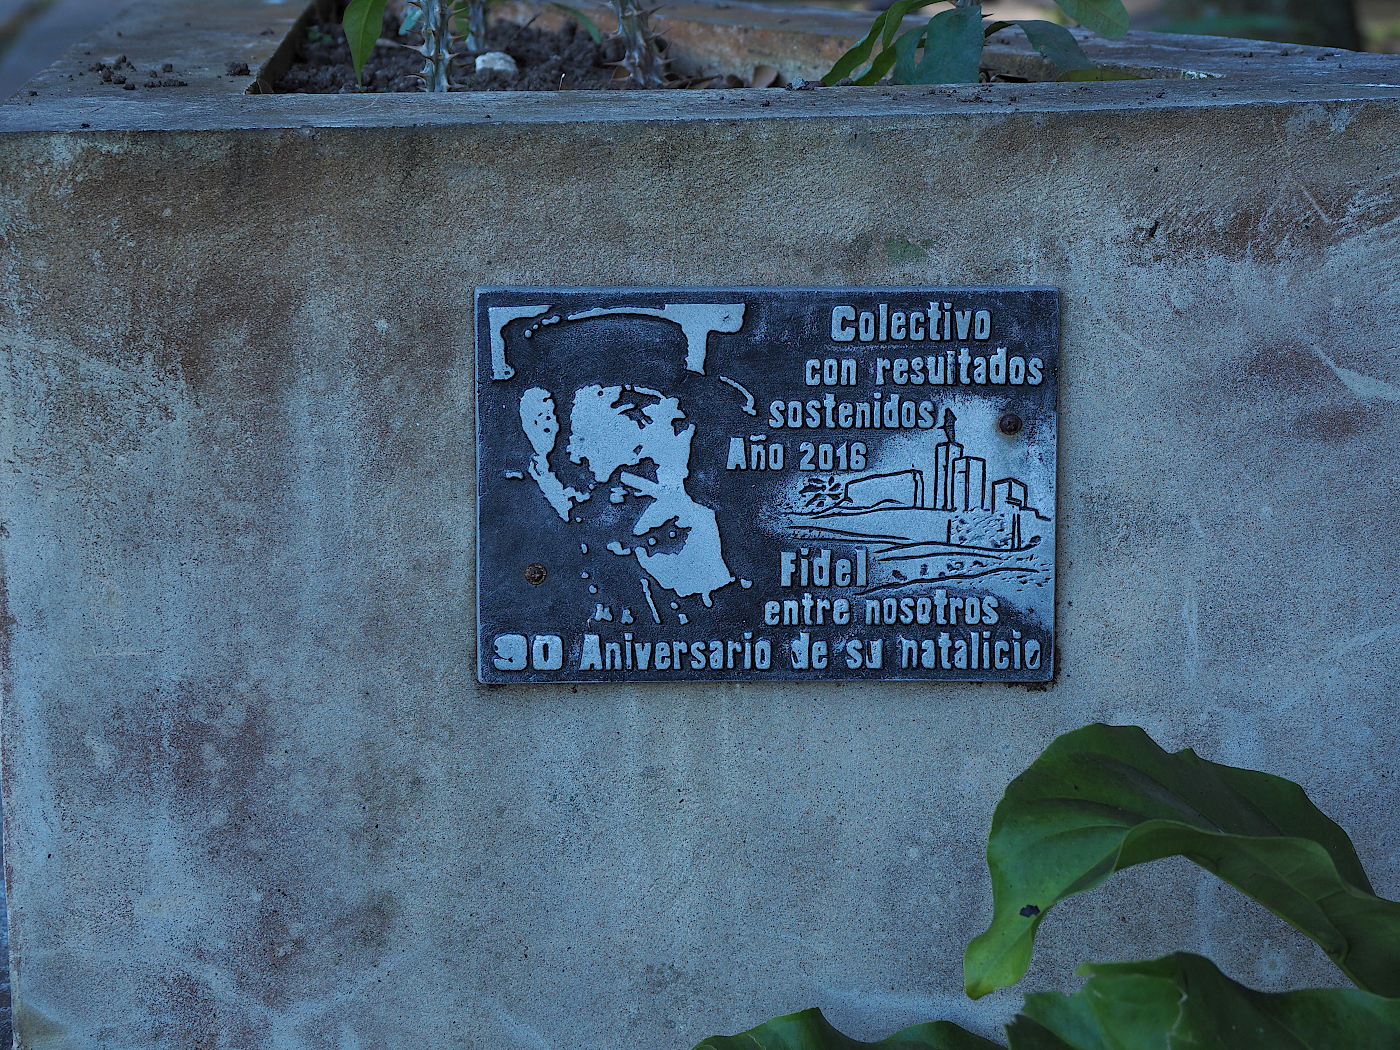 Colectivo
con resultados
sostenidos
Año 2016
Fidel
entre nosotros
90 Aniversario de su natalicio